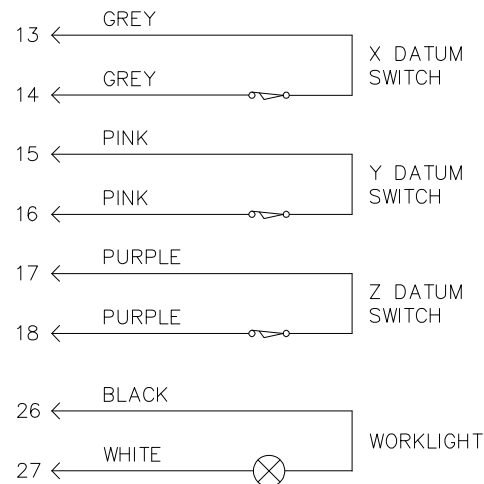 13 GREY
14 GREY
X DATUM
SWITCH
15 PINK
16 PINK
Y DATUM
SWITCH
17 PURPLE
18 PURPLE
Z DATUM
SWITCH
26 BLACK
27 WHITE
WORKLIGHT